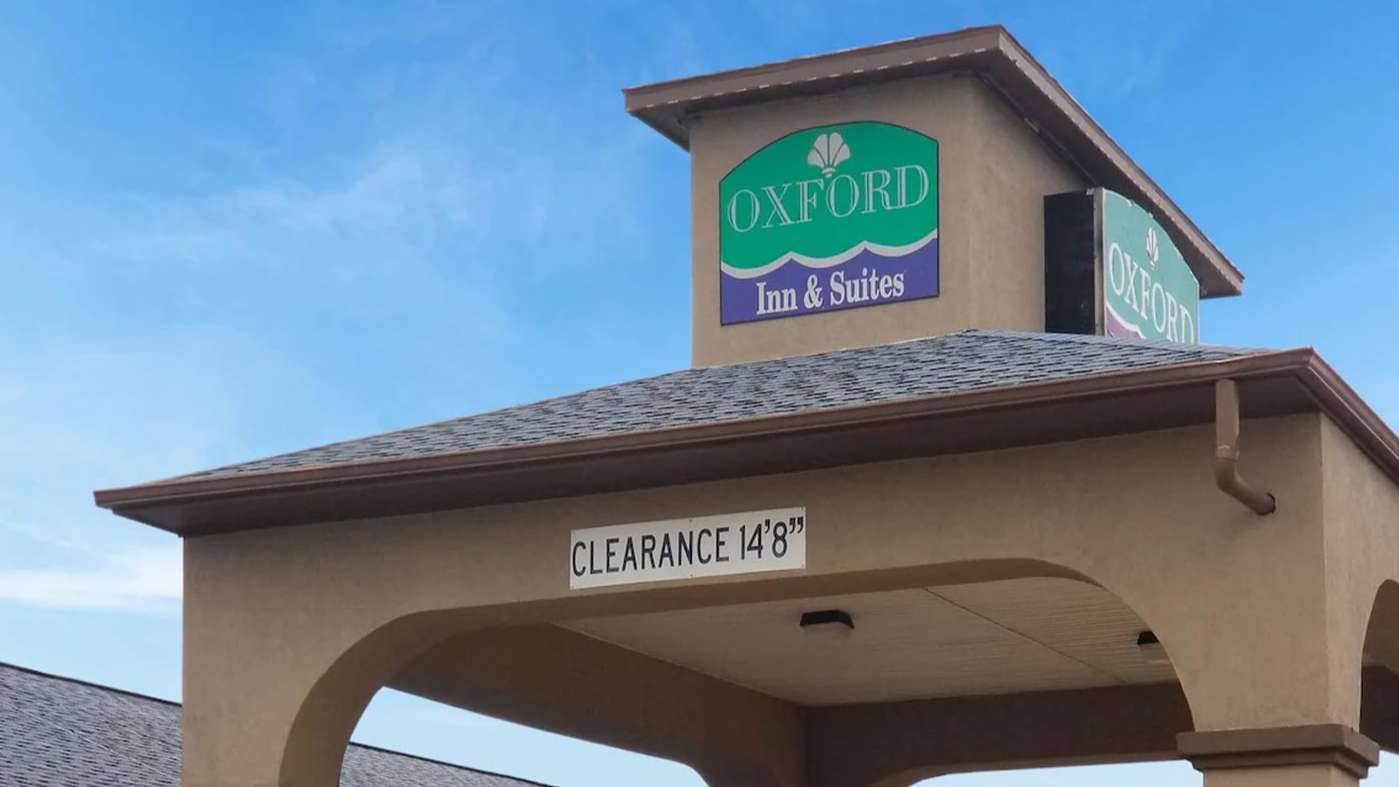 OXFORD
Inn & Suites
OXFORD
CLEARANCE 14'8"